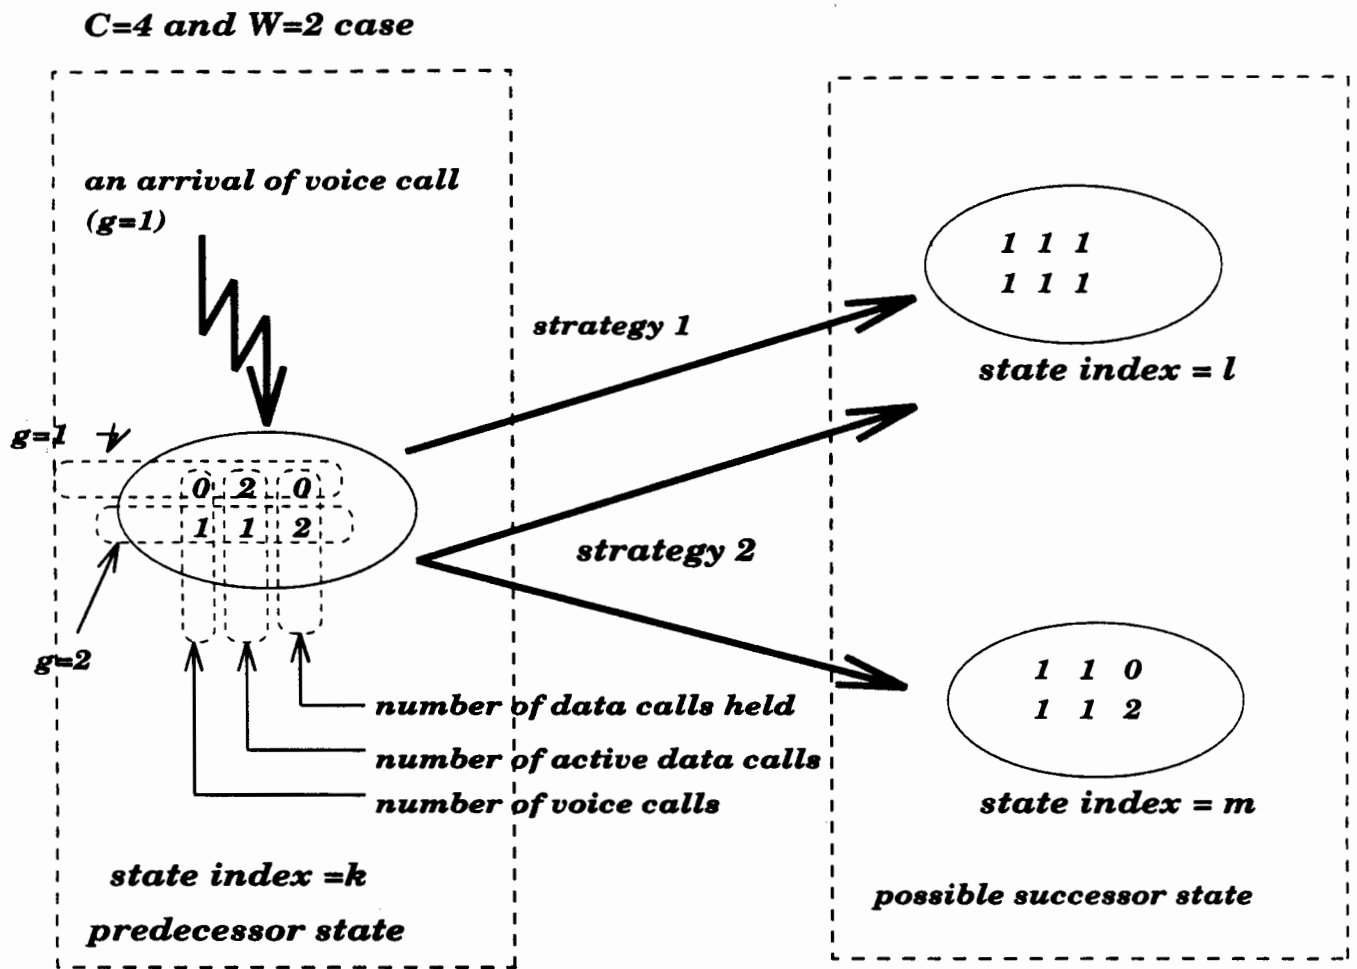 C=4 and W=2 case
an arrival of voice call
(g=1)
strategy 1
1 1 1
1 1 1
state index = l
g=1
0 2 0
1 1 2
strategy 2
g=2
1 1 0
1 1 2
number of data calls held
number of active data calls
number of voice calls
state index = m
state index =k
possible successor state
predecessor state